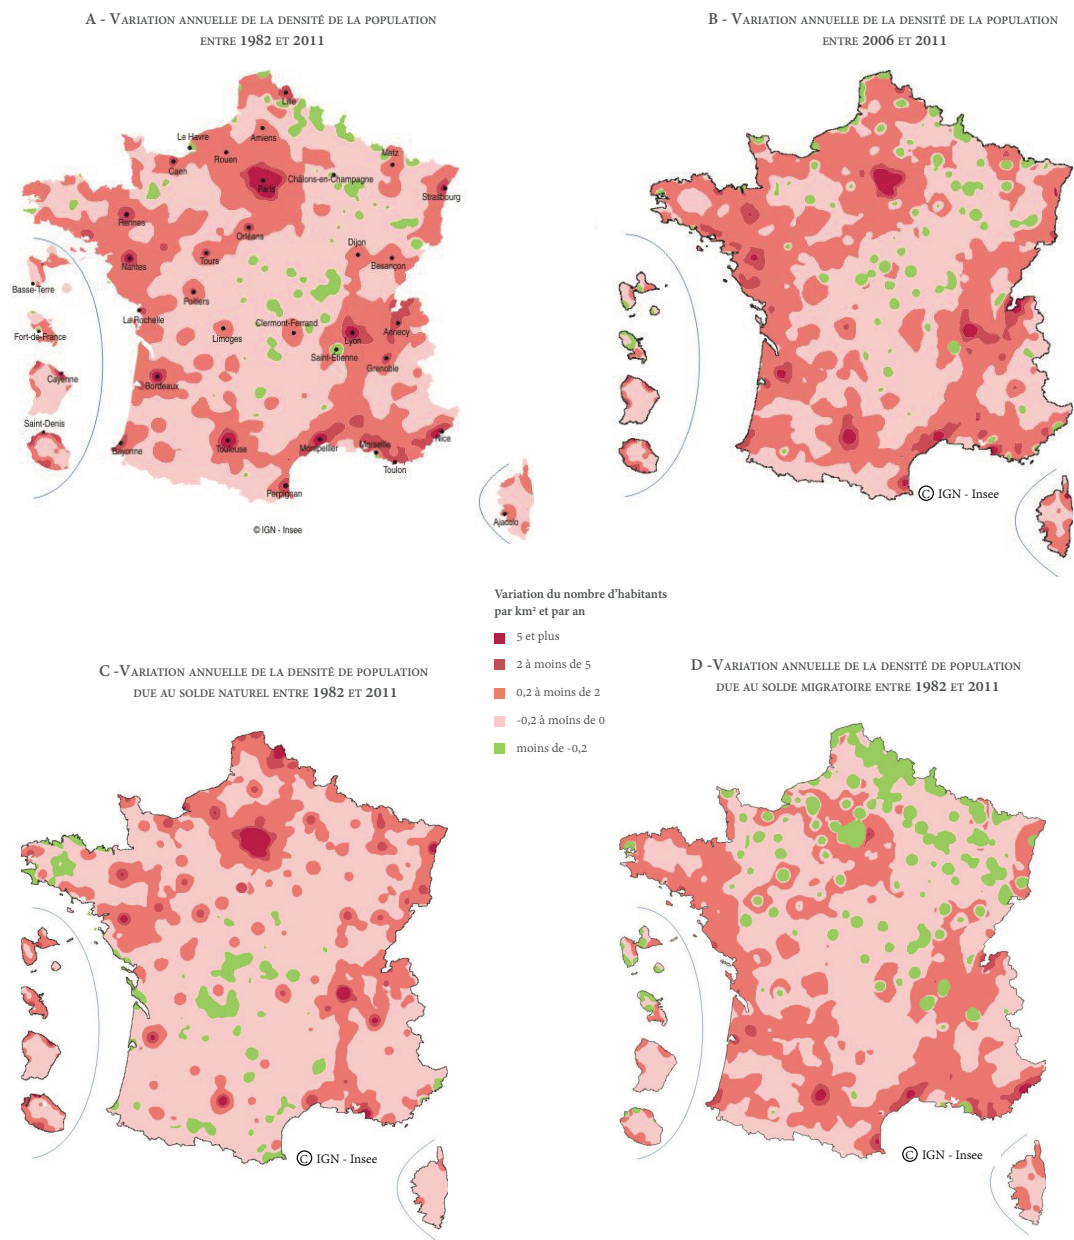 A - Variation annuelle de la densité de la population
entre 1982 et 2011
B - Variation annuelle de la densité de la population
entre 2006 et 2011
Lille
Le Havre
Amiens
Rouen
Caen
Metz
Paris
Châlons-en-Champagne
Strasbourg
Rennes
Orléans
Dijon
Nantes
Tours
Besançon
Basse-Terre
Poitiers
La Rochelle
Fort-de-France
Limoges
Clermont-Ferrand
Lyon
Annecy
Saint-Etienne
Grenoble
Cayenne
Bordeaux
Saint-Denis
Bayonne
Toulouse
Montpellier
Marseille
Nice
Toulon
Perpignan
Ajaccio
© IGN - Insee
© IGN - Insee
Variation du nombre d'habitants
par km² et par an
5 et plus
2 à moins de 5
0,2 à moins de 2
-0,2 à moins de 0
moins de -0,2
C -Variation annuelle de la densité de population
due au solde naturel entre 1982 et 2011
D -Variation annuelle de la densité de population
due au solde migratoire entre 1982 et 2011
© IGN - Insee
© IGN - Insee